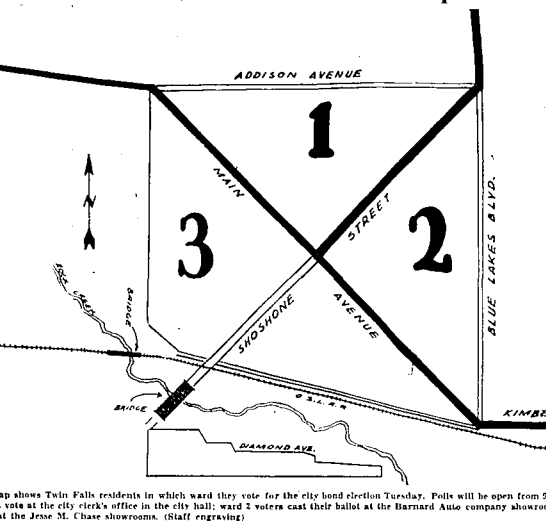 ADDISON AVENUE
1
MAIN
STREET
BLUE LAKES BLVD.
N
3
2
ROCK CREEK
BRIDGE
SHOSHONE
AVENUE
BRIDGE
O.S.L.R.R.
KIMBE
DIAMOND AVE.
ap shows Twin Falls residents in which ward they vote for the city bond election Tuesday. Polls will be open from 9
vote at the city clerk's office in the city hall; ward 2 voters cast their ballot at the Barnard Auto company showroo
at the Jesse M. Chase showrooms. (Staff engraving)